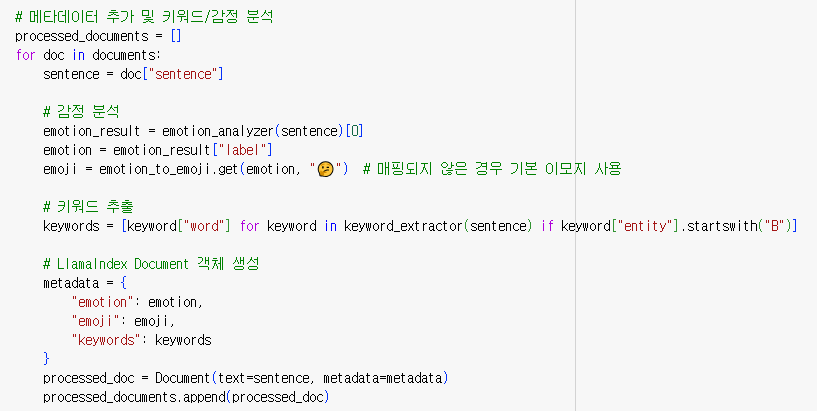 # 메타데이터 추가 및 키워드/감정 분석
processed_documents = []
for doc in documents:
    sentence = doc["sentence"]

    # 감정 분석
    emotion_result = emotion_analyzer(sentence)[0]
    emotion = emotion_result["label"]
    emoji = emotion_to_emoji.get(emotion, "🤔")  # 매핑되지 않은 경우 기본 이모지 사용

    # 키워드 추출
    keywords = [keyword["word"] for keyword in keyword_extractor(sentence) if keyword["entity"].startswith("B")]

    # LlamaIndex Document 객체 생성
    metadata = {
        "emotion": emotion,
        "emoji": emoji,
        "keywords": keywords
    }
    processed_doc = Document(text=sentence, metadata=metadata)
    processed_documents.append(processed_doc)